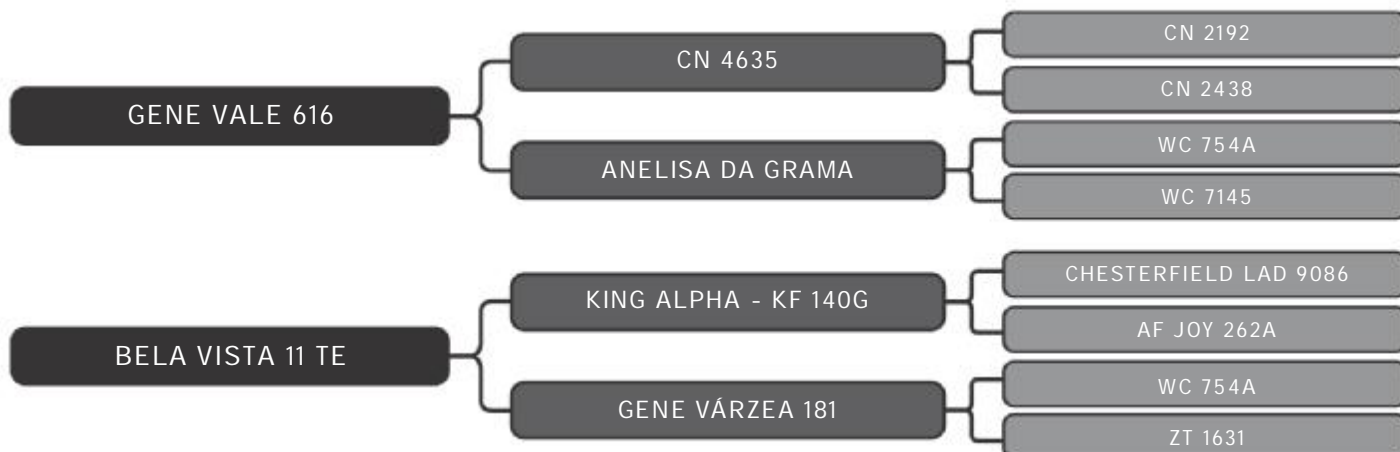 GENE VALE 616
CN 4635
CN 2192
CN 2438
ANELISA DA GRAMA
WC 754A
WC 7145
BELA VISTA 11 TE
KING ALPHA - KF 140G
CHESTERFIELD LAD 9086
AF JOY 262A
GENE VÁRZEA 181
WC 754A
ZT 1631